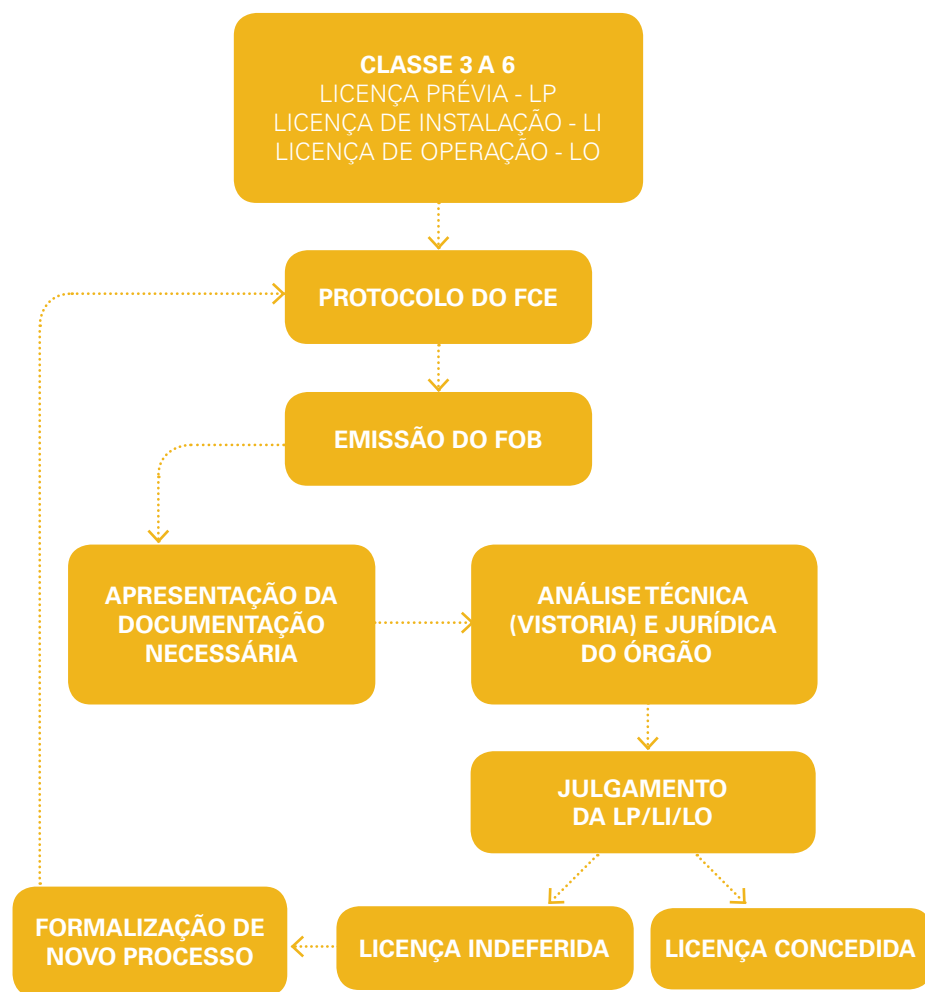 CLASSE 3 A 6
LICENÇA PRÉVIA - LP
LICENÇA DE INSTALAÇÃO - LI
LICENÇA DE OPERAÇÃO - LO
PROTOCOLO DO FCE
EMISSÃO DO FOB
APRESENTAÇÃO DA
DOCUMENTAÇÃO
NECESSÁRIA
ANÁLISE TÉCNICA
(VISTORIA) E JURÍDICA
DO ÓRGÃO
JULGAMENTO
DA LP/LI/LO
FORMALIZAÇÃO DE
NOVO PROCESSO
LICENÇA INDEFERIDA
LICENÇA CONCEDIDA